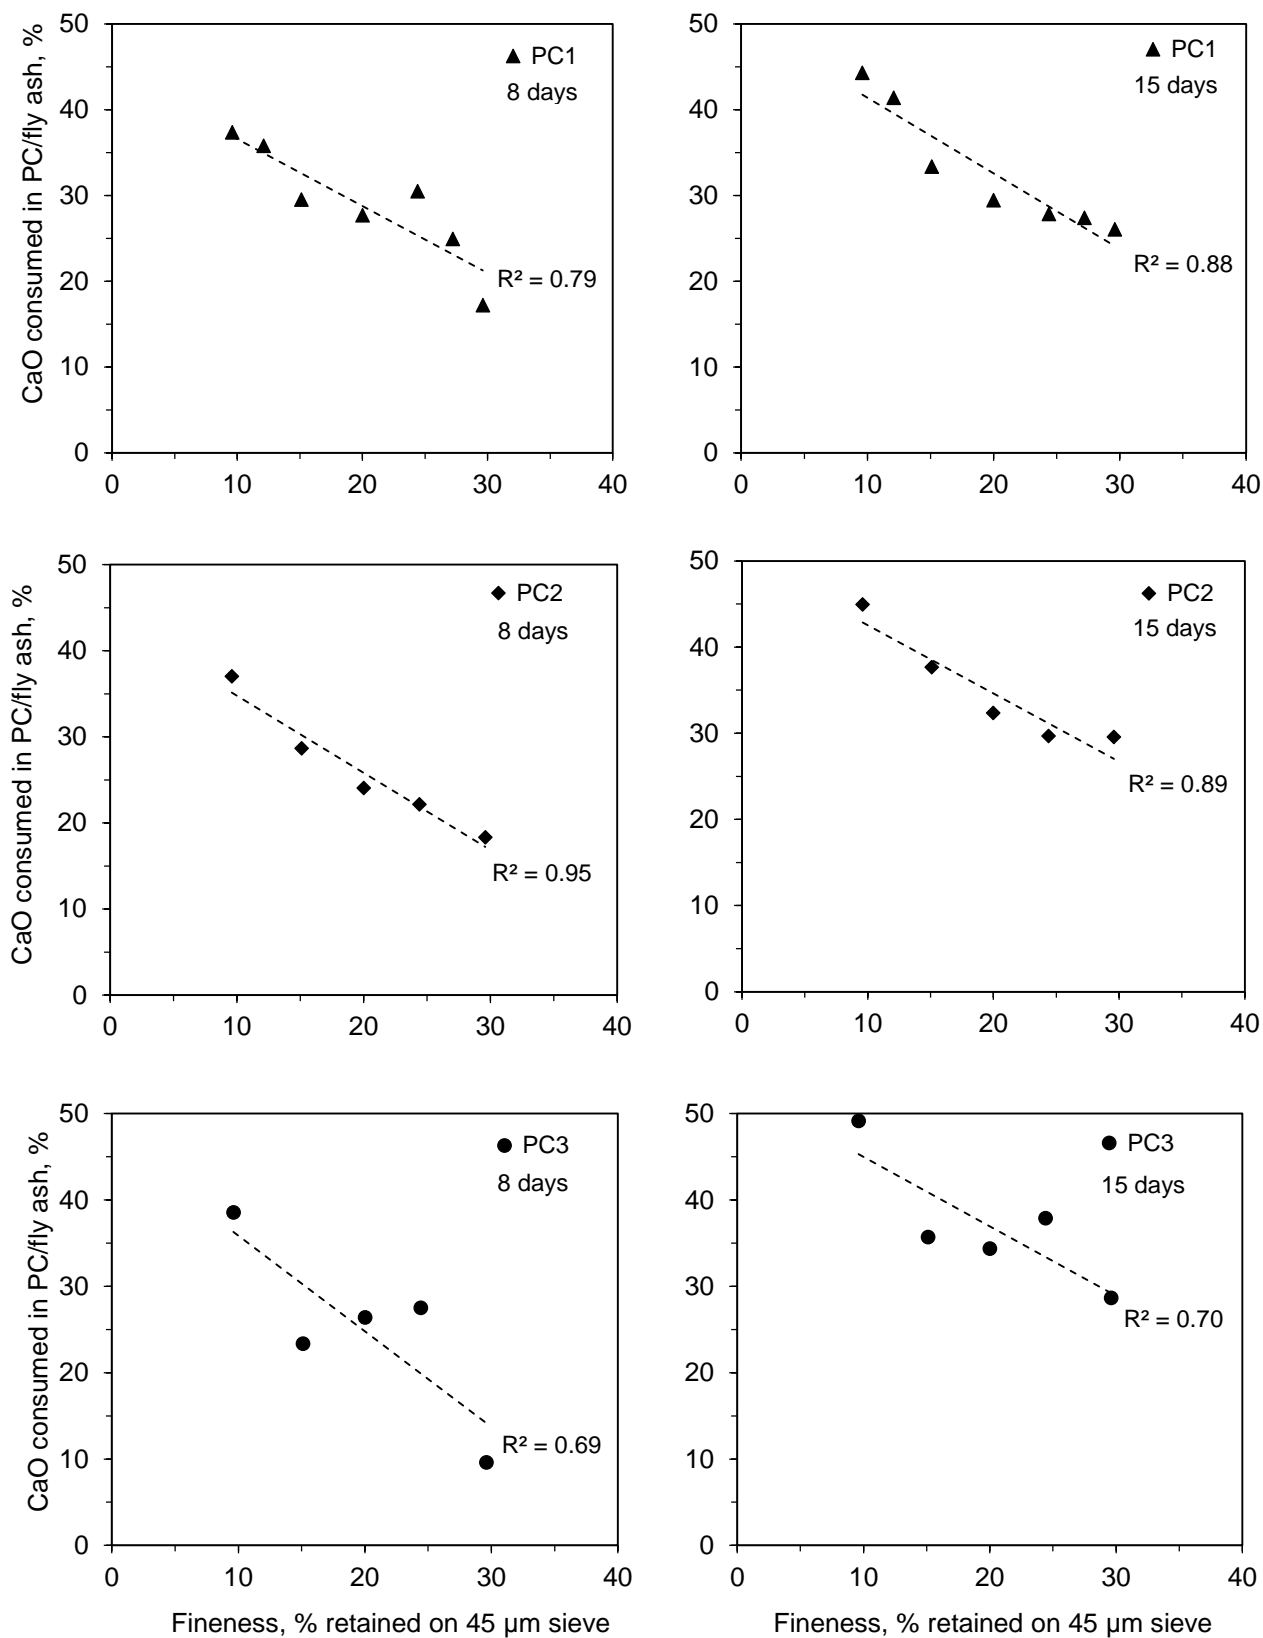 CaO consumed in PC/fly ash, %
50
40
30
20
10
0
0 10 20 30 40
PC1
8 days
R² = 0.79
50
40
30
20
10
0
0 10 20 30 40
PC1
15 days
R² = 0.88
CaO consumed in PC/fly ash, %
50
40
30
20
10
0
0 10 20 30 40
PC2
8 days
R² = 0.95
50
40
30
20
10
0
0 10 20 30 40
PC2
15 days
R² = 0.89
CaO consumed in PC/fly ash, %
50
40
30
20
10
0
0 10 20 30 40
PC3
8 days
R² = 0.69
Fineness, % retained on 45 µm sieve
50
40
30
20
10
0
0 10 20 30 40
PC3
15 days
R² = 0.70
Fineness, % retained on 45 µm sieve